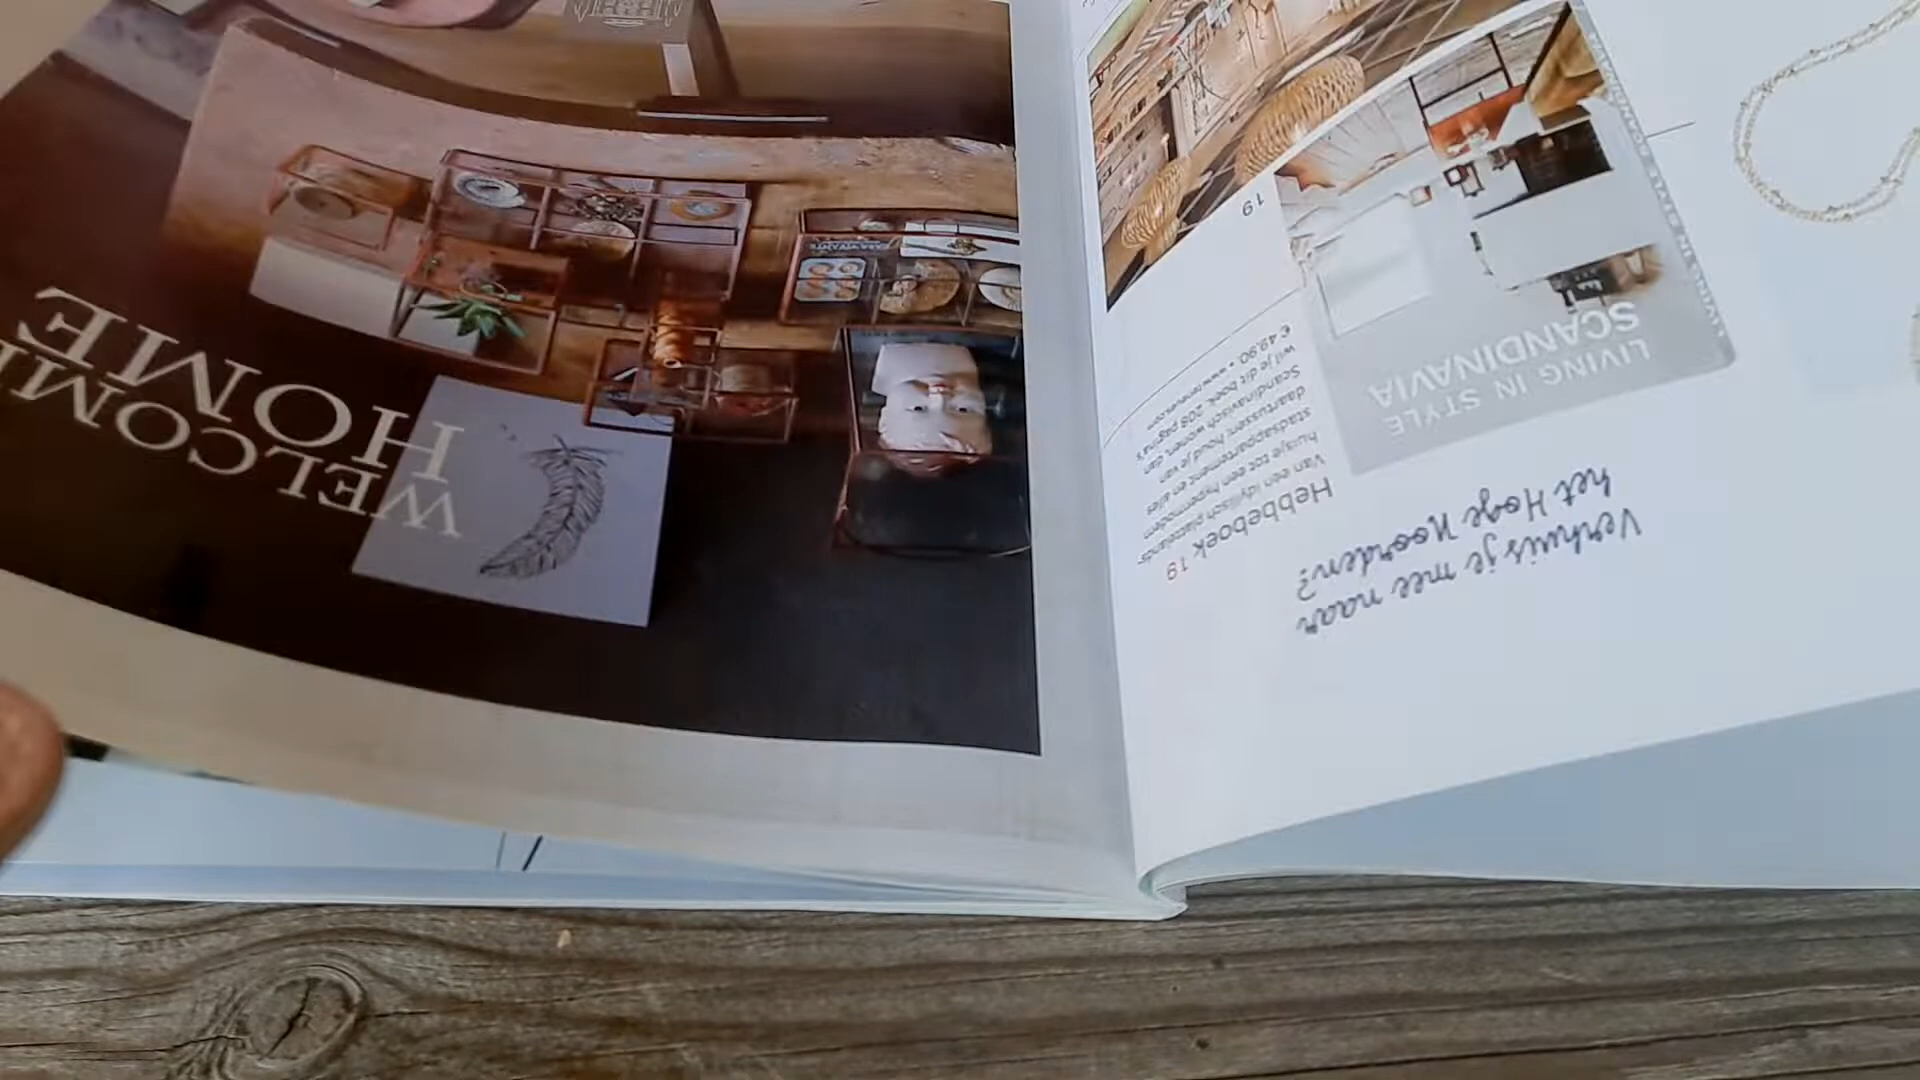 WELCOME
HOME
Verhuis je mee naar
het Hoge Noorden?
19
Hebbeboek
Van een idyllisch plattelands-
huisje tot een hypermodern
stadsappartement en alles
daartussen: houd je van
Scandinavisch wonen, dan
wil je dit boek. 208 pagina's
€ 49,90. • www.teneues.com
LIVING IN STYLE
SCANDINAVIA
19